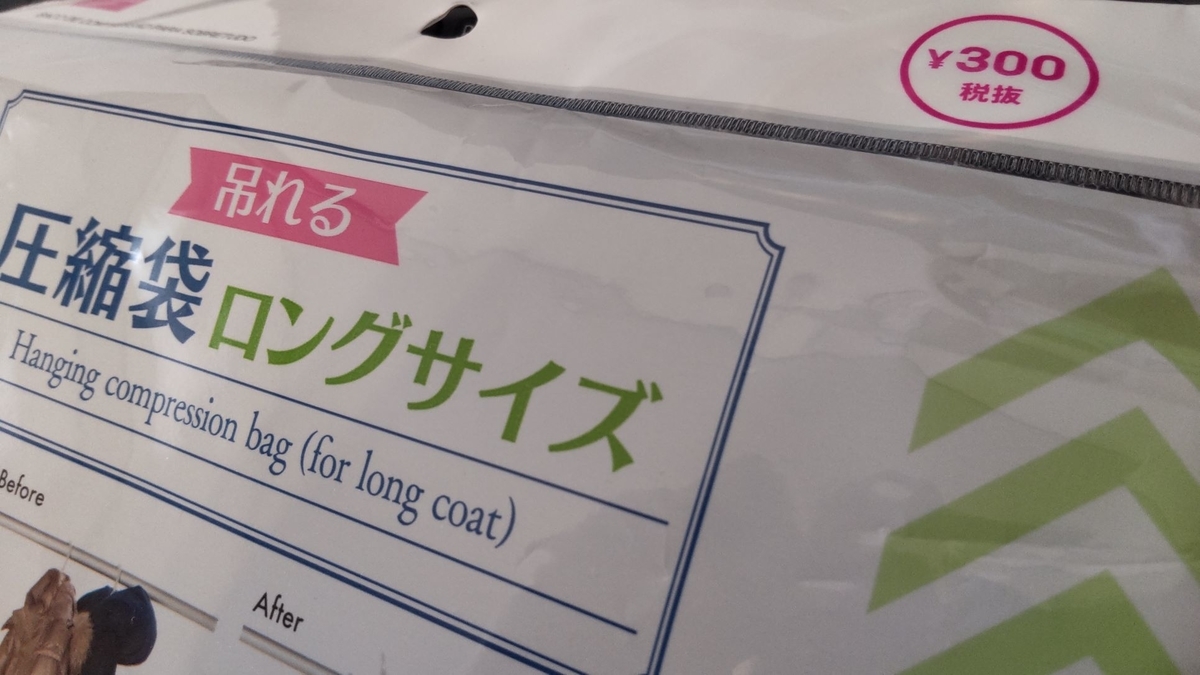 ¥300
税抜
吊れる
圧縮袋 ロングサイズ
Hanging compression bag (for long coat)
Before
After